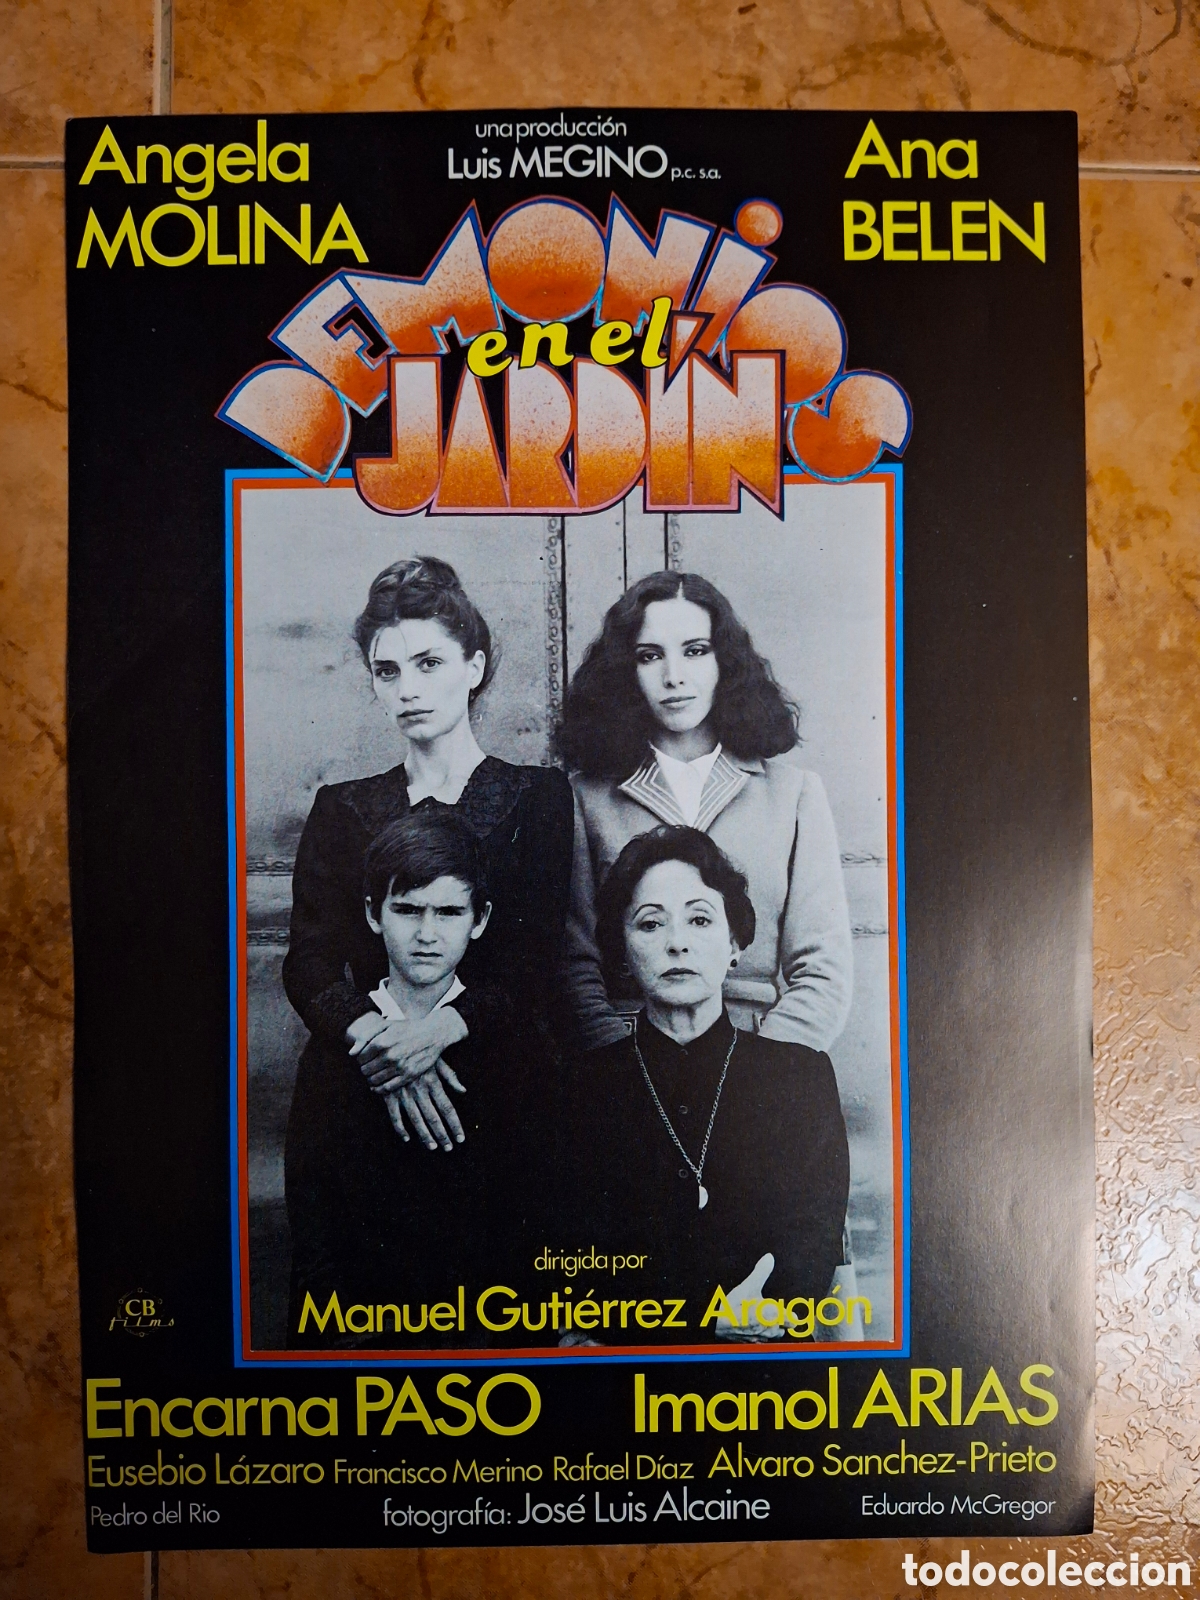 Angela
MOLINA
una producción
Luis MEGINO p.c. s.a.
Ana
BELEN
DEMONiOS
en el
JARDÍN
dirigida por
Manuel Gutiérrez Aragón
CB
films
Encarna PASO Imanol ARIAS
Eusebio Lázaro Francisco Merino Rafael Díaz Alvaro Sanchez-Prieto
Pedro del Rio fotografía: José Luis Alcaine Eduardo McGregor
todocoleccion